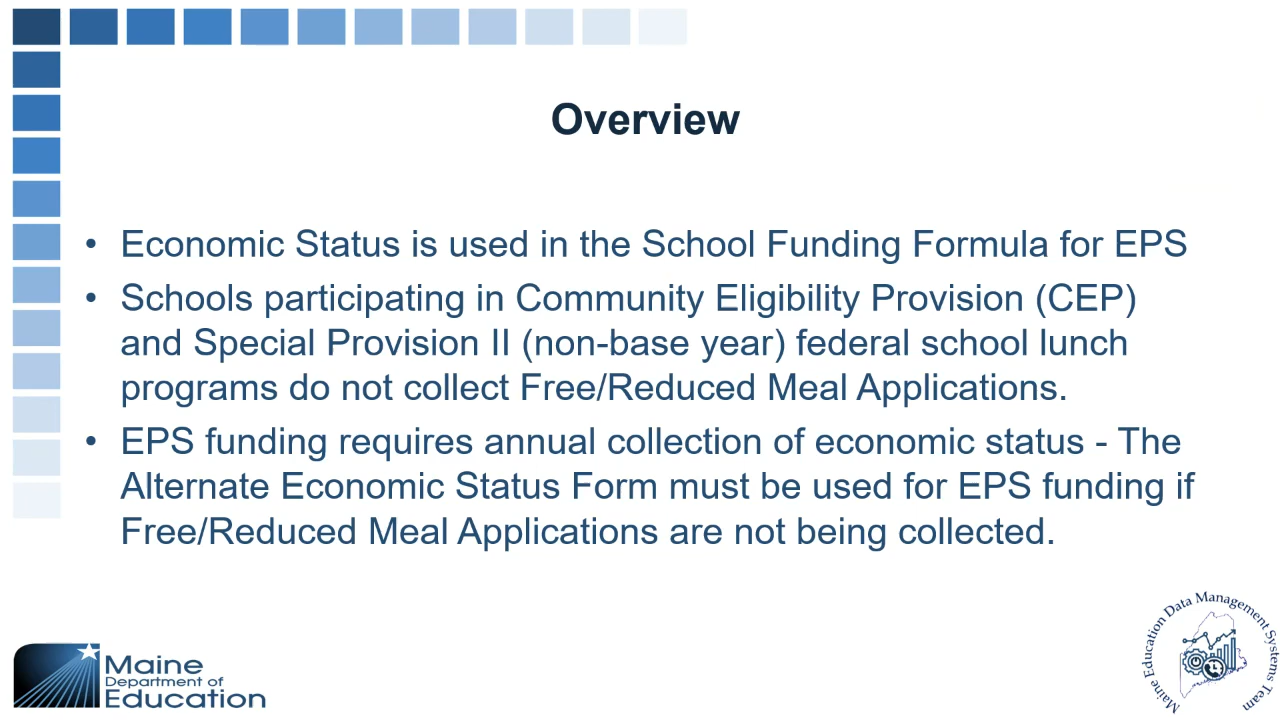 Overview
• Economic Status is used in the School Funding Formula for EPS
• Schools participating in Community Eligibility Provision (CEP)
and Special Provision II (non-base year) federal school lunch
programs do not collect Free/Reduced Meal Applications.
• EPS funding requires annual collection of economic status - The
Alternate Economic Status Form must be used for EPS funding if
Free/Reduced Meal Applications are not being collected.
Maine
Department of
Education
Maine Education Data Management Systems Team